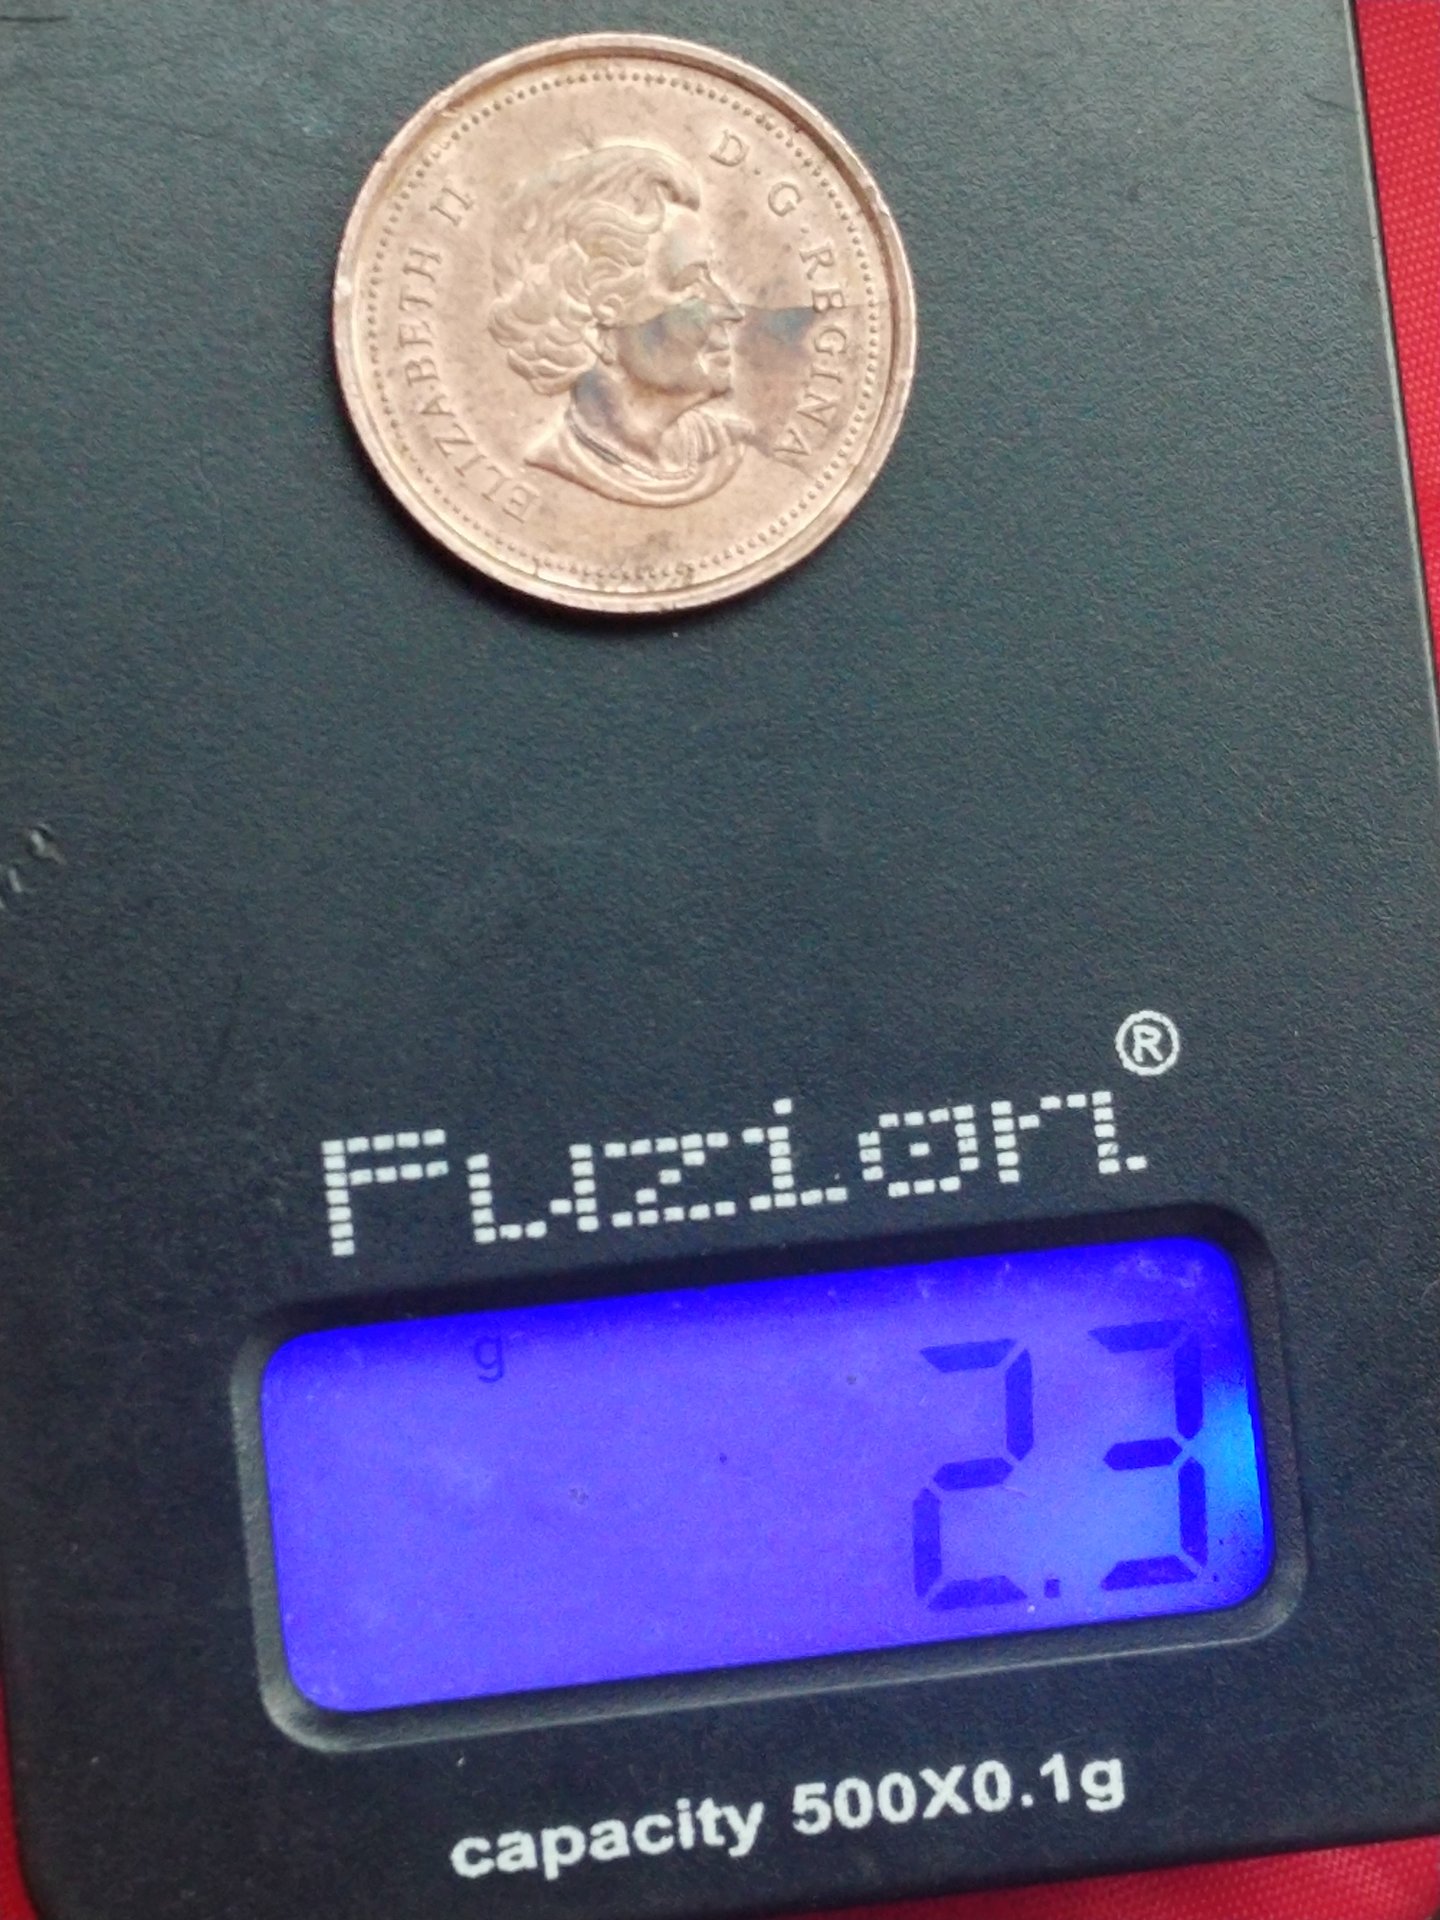 ELIZABETH II D·G·REGINA
Fuzion®
g 2.3
capacity 500X0.1g